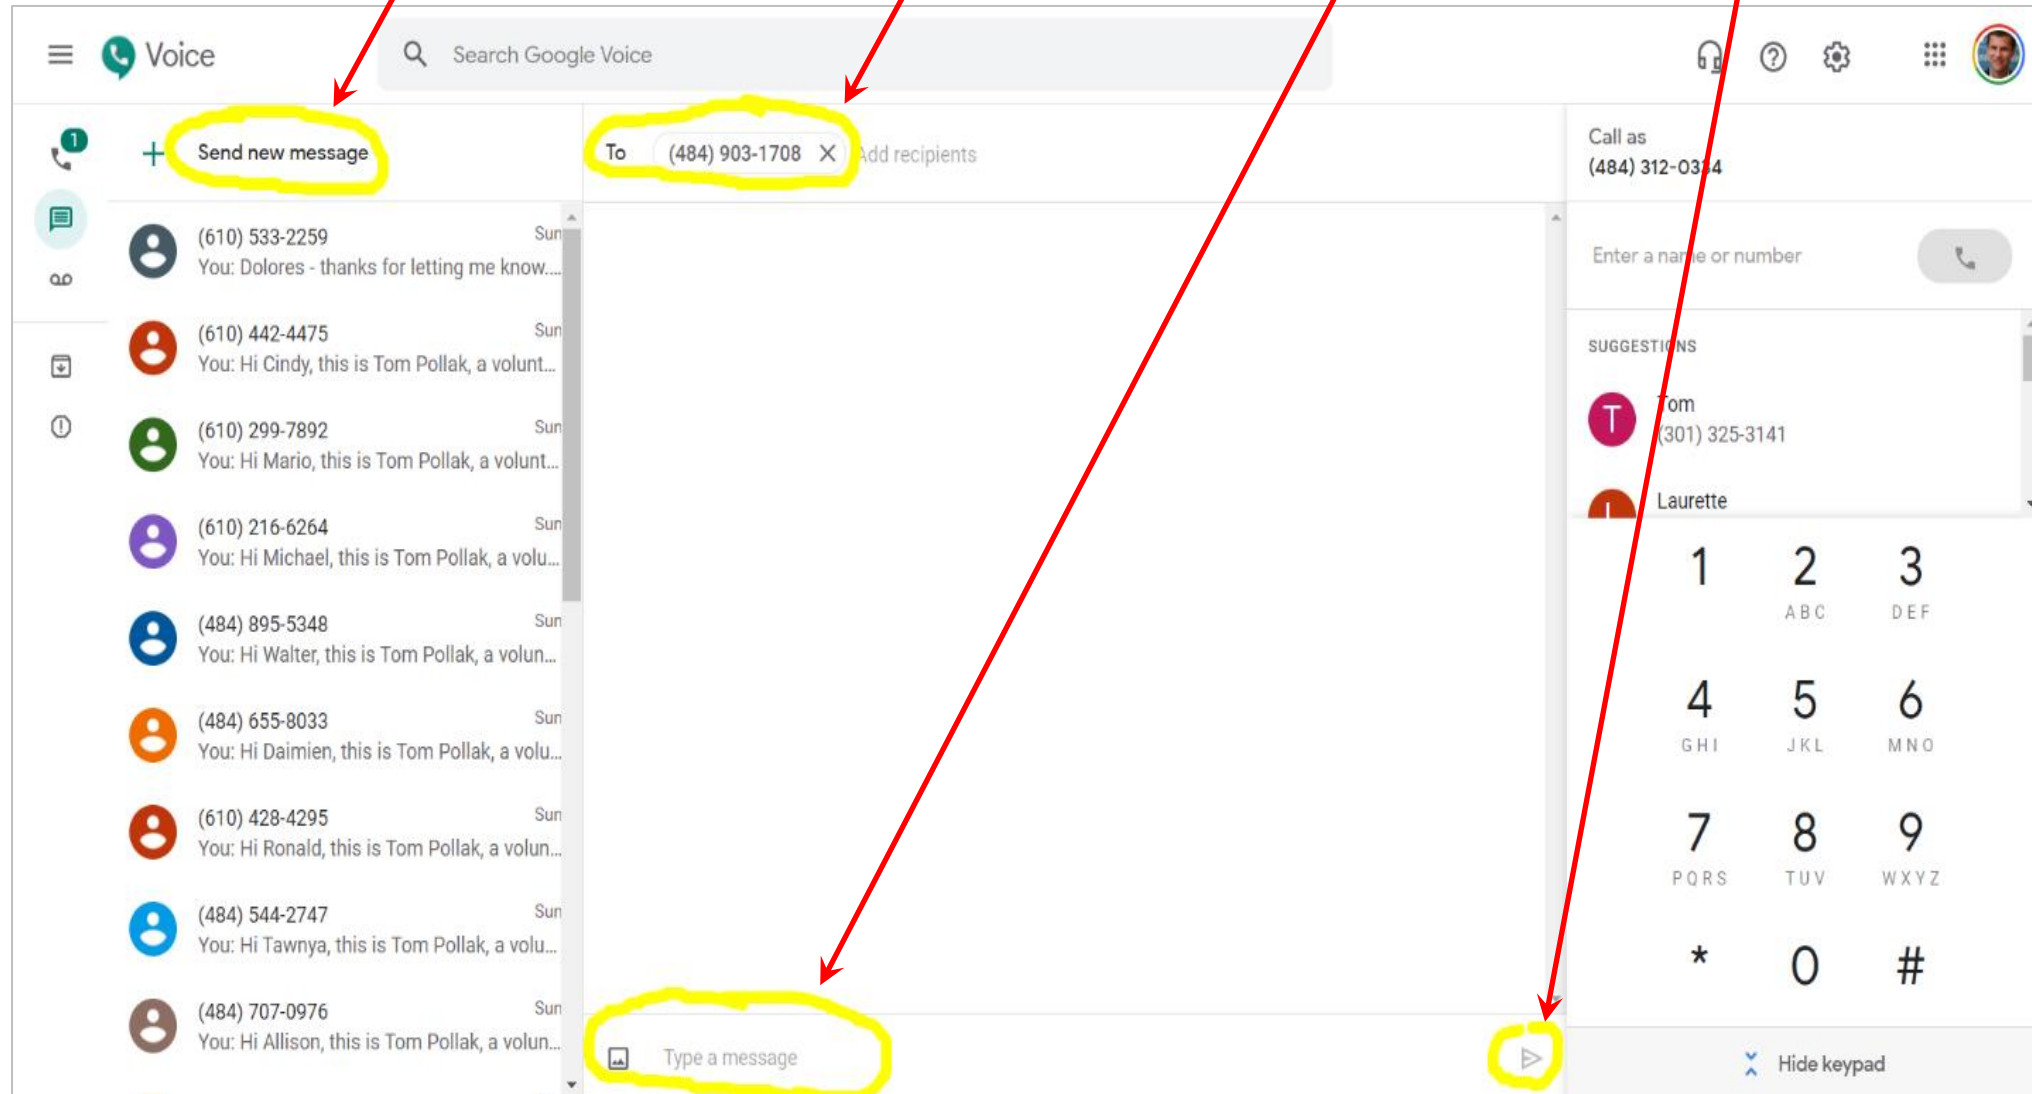 Voice
Search Google Voice
1
Send new message
To (484) 903-1708 Add recipients
Call as
(484) 312-0334
(610) 533-2259 Sun
You: Dolores - thanks for letting me know....
(610) 442-4475 Sun
You: Hi Cindy, this is Tom Pollak, a volunt...
(610) 299-7892 Sun
You: Hi Mario, this is Tom Pollak, a volunt...
(610) 216-6264 Sun
You: Hi Michael, this is Tom Pollak, a volu...
(484) 895-5348 Sun
You: Hi Walter, this is Tom Pollak, a volun...
(484) 655-8033 Sun
You: Hi Daimien, this is Tom Pollak, a volu...
(610) 428-4295 Sun
You: Hi Ronald, this is Tom Pollak, a volun...
(484) 544-2747 Sun
You: Hi Tawnya, this is Tom Pollak, a volu...
(484) 707-0976 Sun
You: Hi Allison, this is Tom Pollak, a volun...
Type a message
Enter a name or number
SUGGESTIONS
T
Tom
(301) 325-3141
L
Laurette
1 2 3
ABC DEF
4 5 6
GHI JKL MNO
7 8 9
PQRS TUV WXYZ
* 0 #
Hide keypad